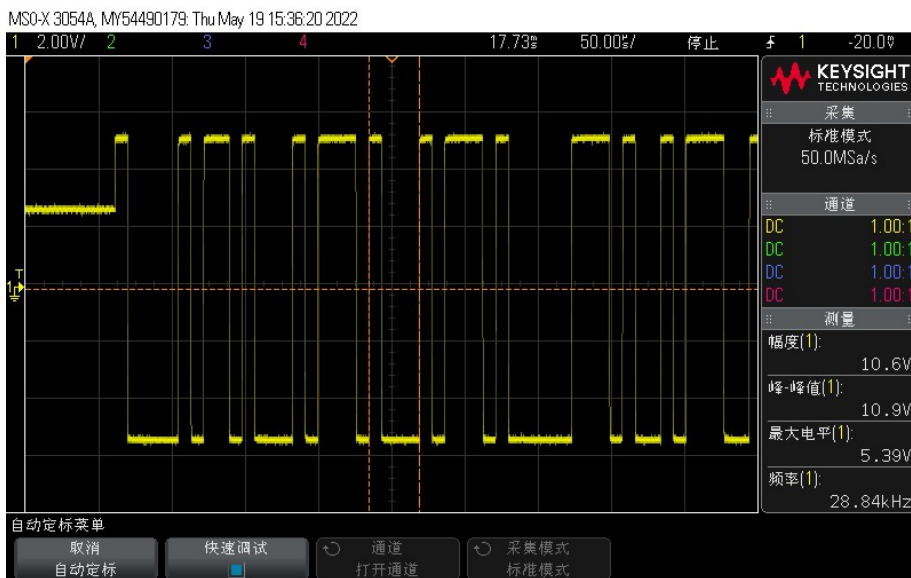 MSO-X 3054A, MY54490179: Thu May 19 15:36:20 2022
1 2.00V/ 2 3 4 17.73s 50.00s/ 停止 1 -20.0V
KEYSIGHT
TECHNOLOGIES
采集
标准模式
50.0MSa/s
通道
DC 1.00:1
DC 1.00:1
DC 1.00:1
DC 1.00:1
测量
幅度(1):
10.6V
峰-峰值(1):
10.9V
最大电平(1):
5.39V
频率(1):
28.84kHz
T
1
自动定标菜单
取消
自动定标
快速调试
通道
打开通道
采集模式
标准模式